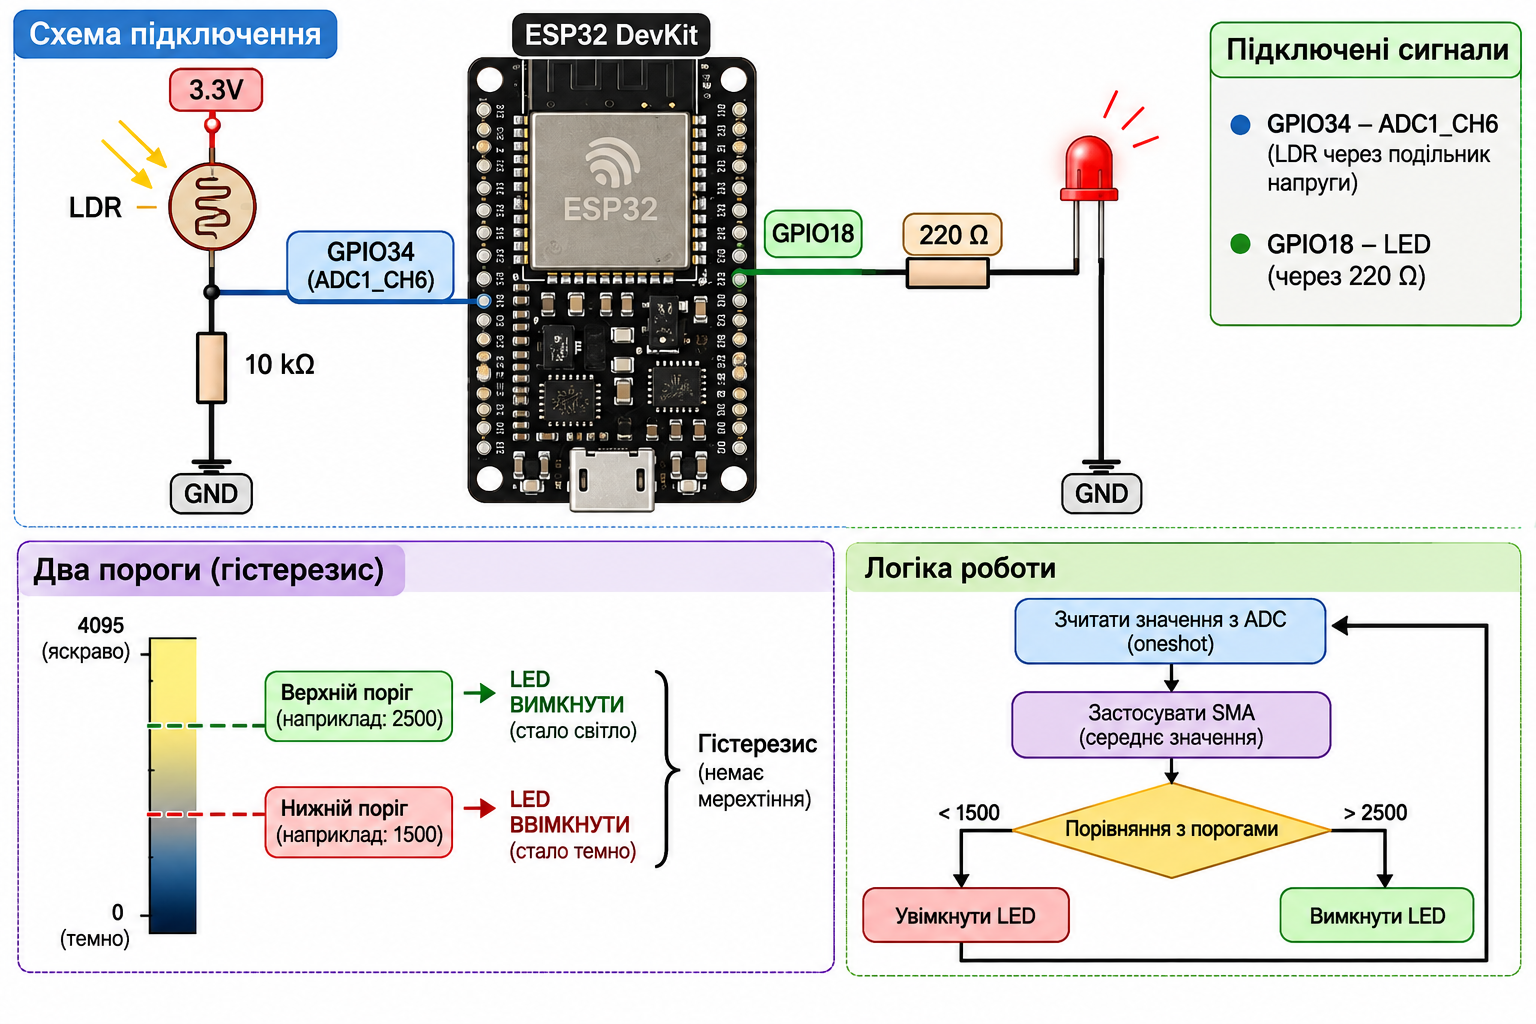 Схема підключення
ESP32 DevKit
Підключені сигнали
3.3V
LDR
GPIO34
(ADC1_CH6)
10 kΩ
GND
ESP32
GPIO18
220 Ω
GND
GPIO34 – ADC1_CH6
(LDR через подільник
напруги)
GPIO18 – LED
(через 220 Ω)
Два пороги (гістерезис)
4095
(яскраво)
0
(темно)
Верхній поріг
(наприклад: 2500)
LED
ВИМКНУТИ
(стало світло)
Нижній поріг
(наприклад: 1500)
LED
ВВІМКНУТИ
(стало темно)
Гістерезис
(немає
мерехтіння)
Логіка роботи
Зчитати значення з ADC
(oneshot)
Застосувати SMA
(середнє значення)
< 1500
Порівняння з порогами
> 2500
Увімкнути LED
Вимкнути LED